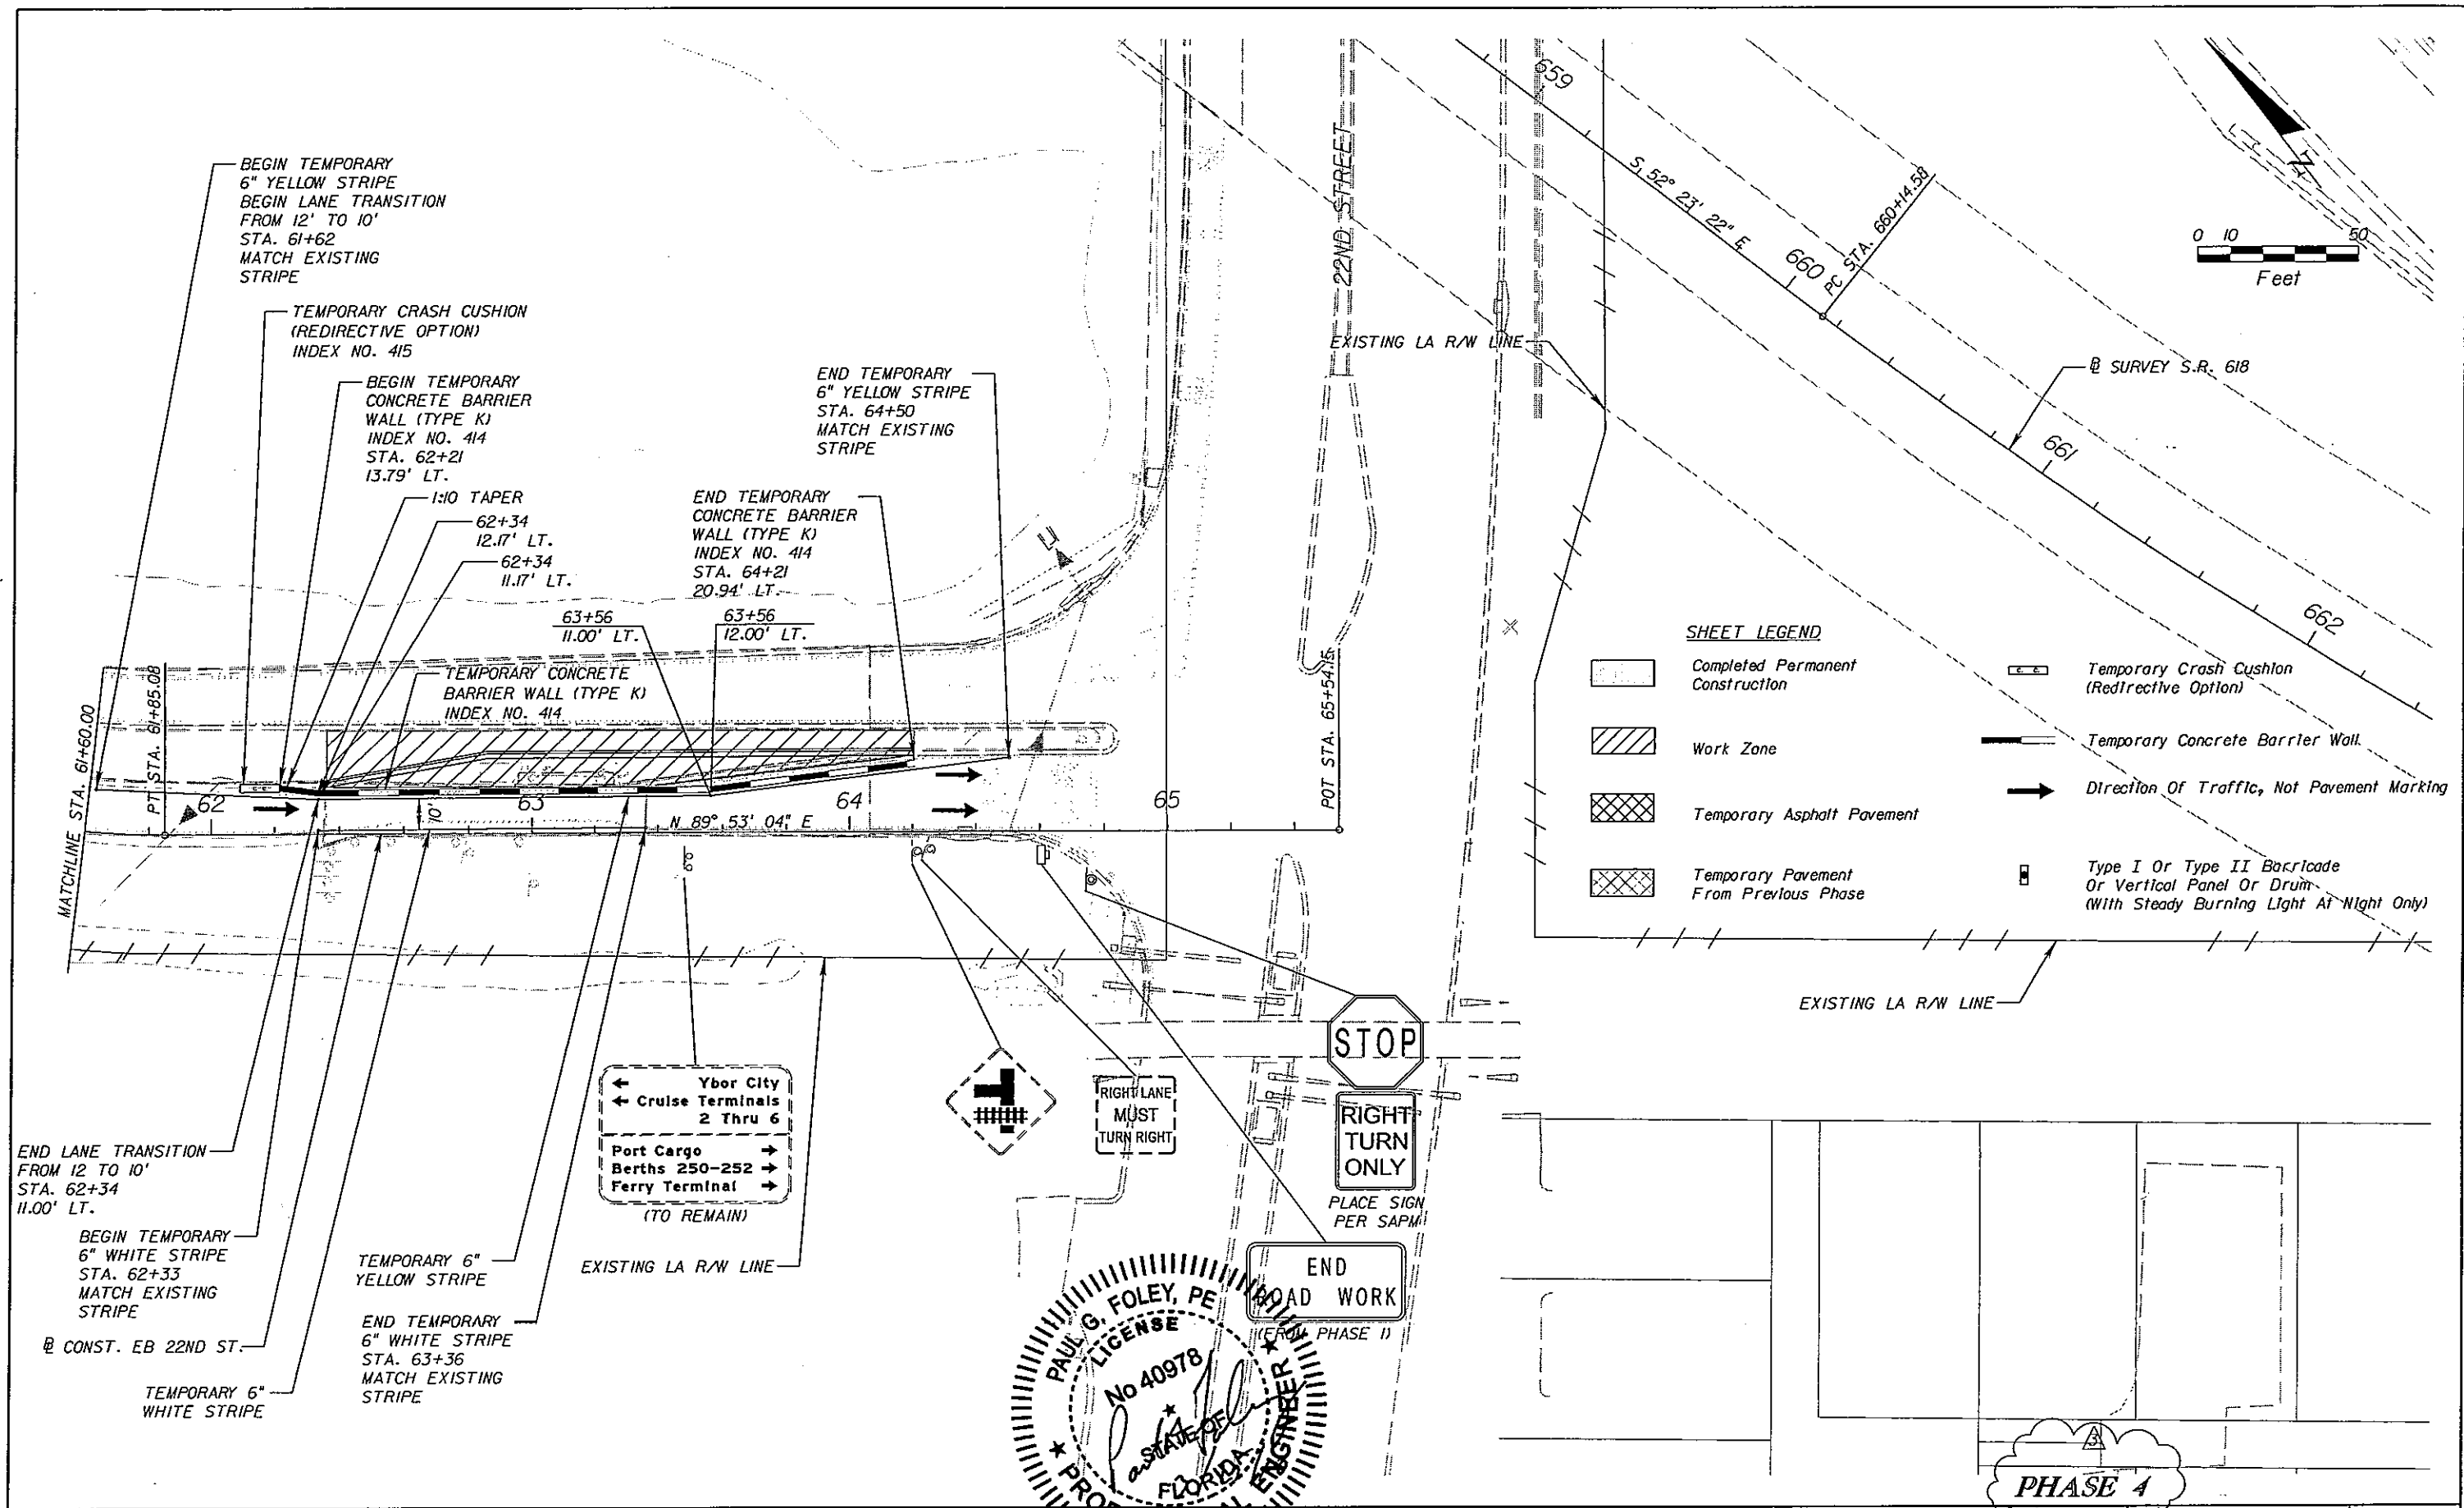 BEGIN TEMPORARY
6" YELLOW STRIPE
BEGIN LANE TRANSITION
FROM 12' TO 10'
STA. 61+62
MATCH EXISTING
STRIPE
TEMPORARY CRASH CUSHION
(REDIRECTIVE OPTION)
INDEX NO. 415
BEGIN TEMPORARY
CONCRETE BARRIER
WALL (TYPE K)
INDEX NO. 414
STA. 62+21
13.79' LT.
1:10 TAPER
62+34
12.17' LT.
62+34
11.17' LT.
END TEMPORARY
CONCRETE BARRIER
WALL (TYPE K)
INDEX NO. 414
STA. 64+21
20.94' LT.
END TEMPORARY
6" YELLOW STRIPE
STA. 64+50
MATCH EXISTING
STRIPE
63+56
11.00' LT.
63+56
12.00' LT.
TEMPORARY CONCRETE
BARRIER WALL (TYPE K)
INDEX NO. 414
MATCHLINE STA. 61+60.00
PT STA. 61+85.08
62
63
64
65
10'
N 89° 53' 04" E
22ND STREET
POT STA. 65+54.15
EXISTING LA R/W LINE
659
S 52° 23' 22" E
660
PC STA. 660+14.58
661
662
℄ SURVEY S.R. 618
N
0 10 50
Feet
SHEET LEGEND
Completed Permanent
Construction
Work Zone
Temporary Asphalt Pavement
Temporary Pavement
From Previous Phase
Temporary Crash Cushion
(Redirective Option)
Temporary Concrete Barrier Wall
Direction Of Traffic, Not Pavement Marking
Type I Or Type II Barricade
Or Vertical Panel Or Drum
(With Steady Burning Light At Night Only)
EXISTING LA R/W LINE
END LANE TRANSITION
FROM 12 TO 10'
STA. 62+34
11.00' LT.
BEGIN TEMPORARY
6" WHITE STRIPE
STA. 62+33
MATCH EXISTING
STRIPE
℄ CONST. EB 22ND ST.
TEMPORARY 6"
WHITE STRIPE
TEMPORARY 6"
YELLOW STRIPE
END TEMPORARY
6" WHITE STRIPE
STA. 63+36
MATCH EXISTING
STRIPE
← Ybor City
← Cruise Terminals
2 Thru 6
Port Cargo →
Berths 250-252 →
Ferry Terminal →
(TO REMAIN)
EXISTING LA R/W LINE
RIGHT LANE
MUST
TURN RIGHT
STOP
RIGHT
TURN
ONLY
PLACE SIGN
PER SAPM
END
ROAD WORK
(FROM PHASE I)
PAUL G. FOLEY, PE
LICENSE
No 40978
STATE OF
FLORIDA
ENGINEER
3
PHASE 4